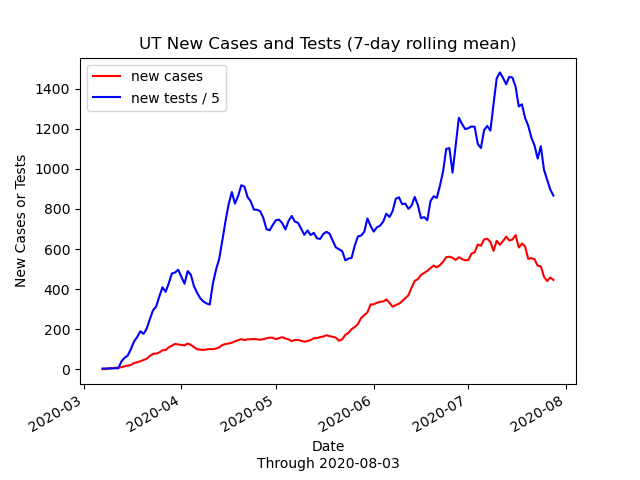 UT New Cases and Tests (7-day rolling mean)
new cases
new tests / 5
New Cases or Tests
1400
1200
1000
800
600
400
200
0
2020-03
2020-04
2020-05
2020-06
2020-07
2020-08
Date
Through 2020-08-03